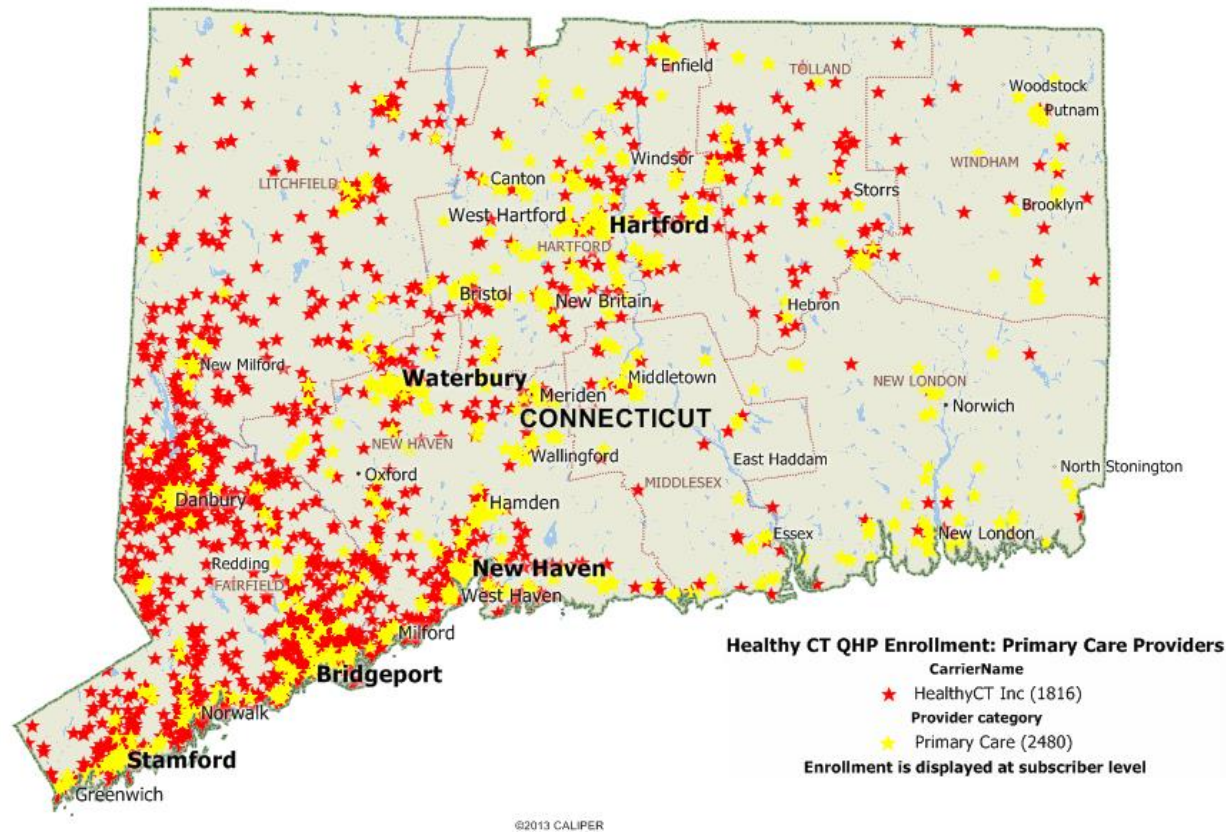 Enfield
TOLLAND
Woodstock
Putnam
Windsor
WINDHAM
Canton
LITCHFIELD
Storrs
Brooklyn
West Hartford
Hartford
HARTFORD
Bristol
New Britain
Hebron
New Milford
Waterbury
Middletown
NEW LONDON
Meriden
Norwich
CONNECTICUT
NEW HAVEN
Wallingford
East Haddam
North Stonington
Oxford
MIDDLESEX
Danbury
Hamden
Essex
New London
Redding
New Haven
FAIRFIELD
West Haven
Milford
Bridgeport
Norwalk
Stamford
Greenwich
Healthy CT QHP Enrollment: Primary Care Providers
CarrierName
HealthyCT Inc (1816)
Provider category
Primary Care (2480)
Enrollment is displayed at subscriber level
©2013 CALIPER